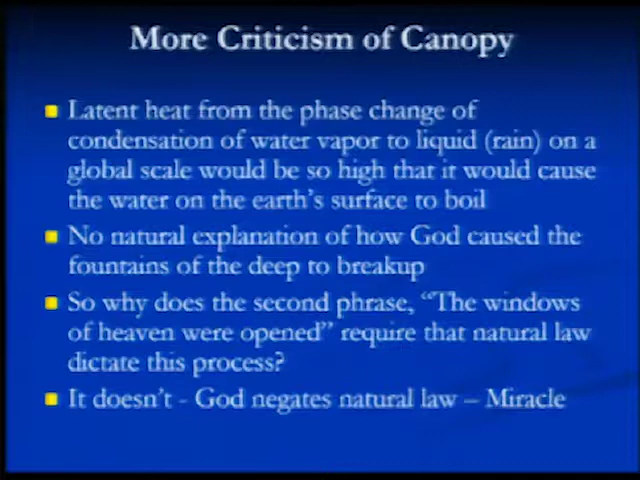 More Criticism of Canopy
Latent heat from the phase change of
condensation of water vapor to liquid (rain) on a
global scale would be so high that it would cause
the water on the earth's surface to boil
No natural explanation of how God caused the
fountains of the deep to breakup
So why does the second phrase, "The windows
of heaven were opened" require that natural law
dictate this process?
It doesn't - God negates natural law – Miracle